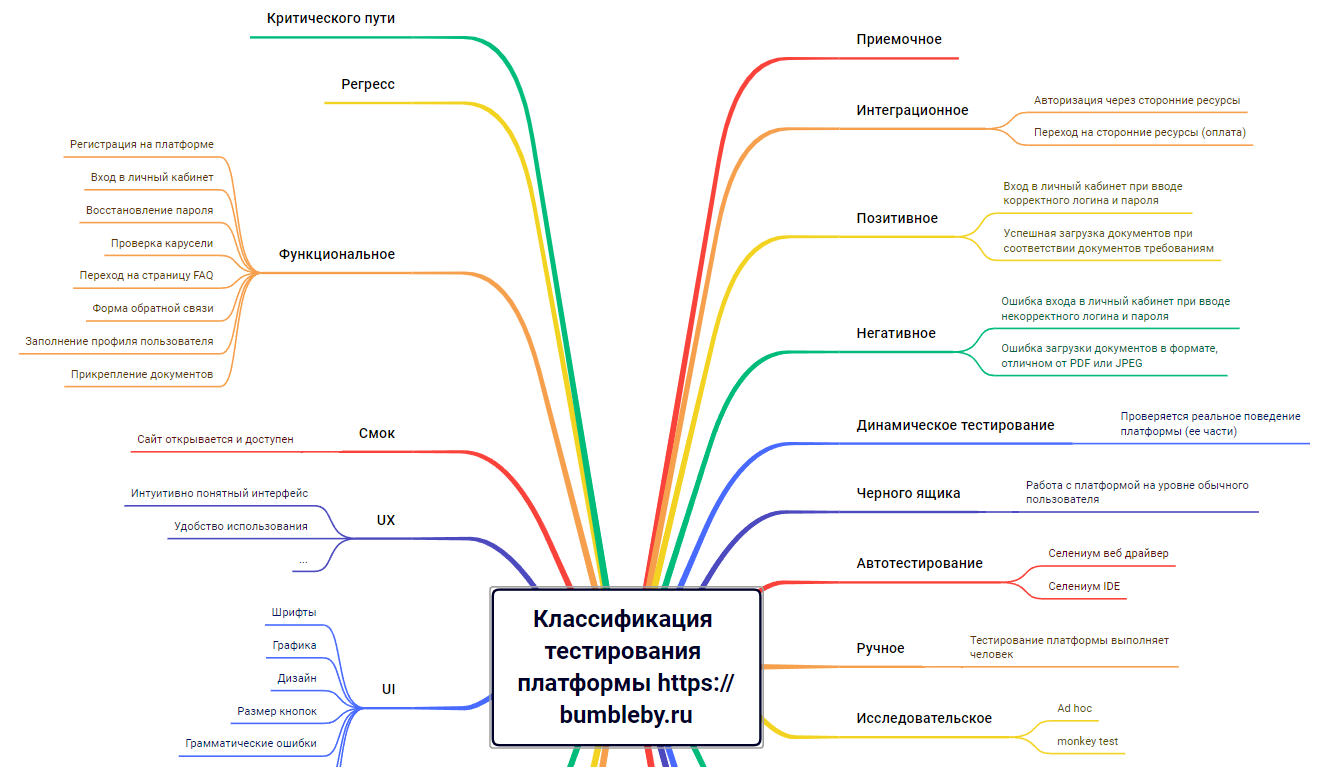 Критического пути
Регресс
Функциональное
Регистрация на платформе
Вход в личный кабинет
Восстановление пароля
Проверка карусели
Переход на страницу FAQ
Форма обратной связи
Заполнение профиля пользователя
Прикрепление документов
Смок
Сайт открывается и доступен
UX
Интуитивно понятный интерфейс
Удобство использования
...
UI
Шрифты
Графика
Дизайн
Размер кнопок
Грамматические ошибки
Классификация
тестирования
платформы https://
bumbleby.ru
Приемочное
Интеграционное
Авторизация через сторонние ресурсы
Переход на сторонние ресурсы (оплата)
Позитивное
Вход в личный кабинет при вводе
корректного логина и пароля
Успешная загрузка документов при
соответствии документов требованиям
Негативное
Ошибка входа в личный кабинет при вводе
некорректного логина и пароля
Ошибка загрузки документов в формате,
отличном от PDF или JPEG
Динамическое тестирование
Проверяется реальное поведение
платформы (ее части)
Черного ящика
Работа с платформой на уровне обычного
пользователя
Автотестирование
Селениум веб драйвер
Селениум IDE
Ручное
Тестирование платформы выполняет
человек
Исследовательское
Ad hoc
monkey test